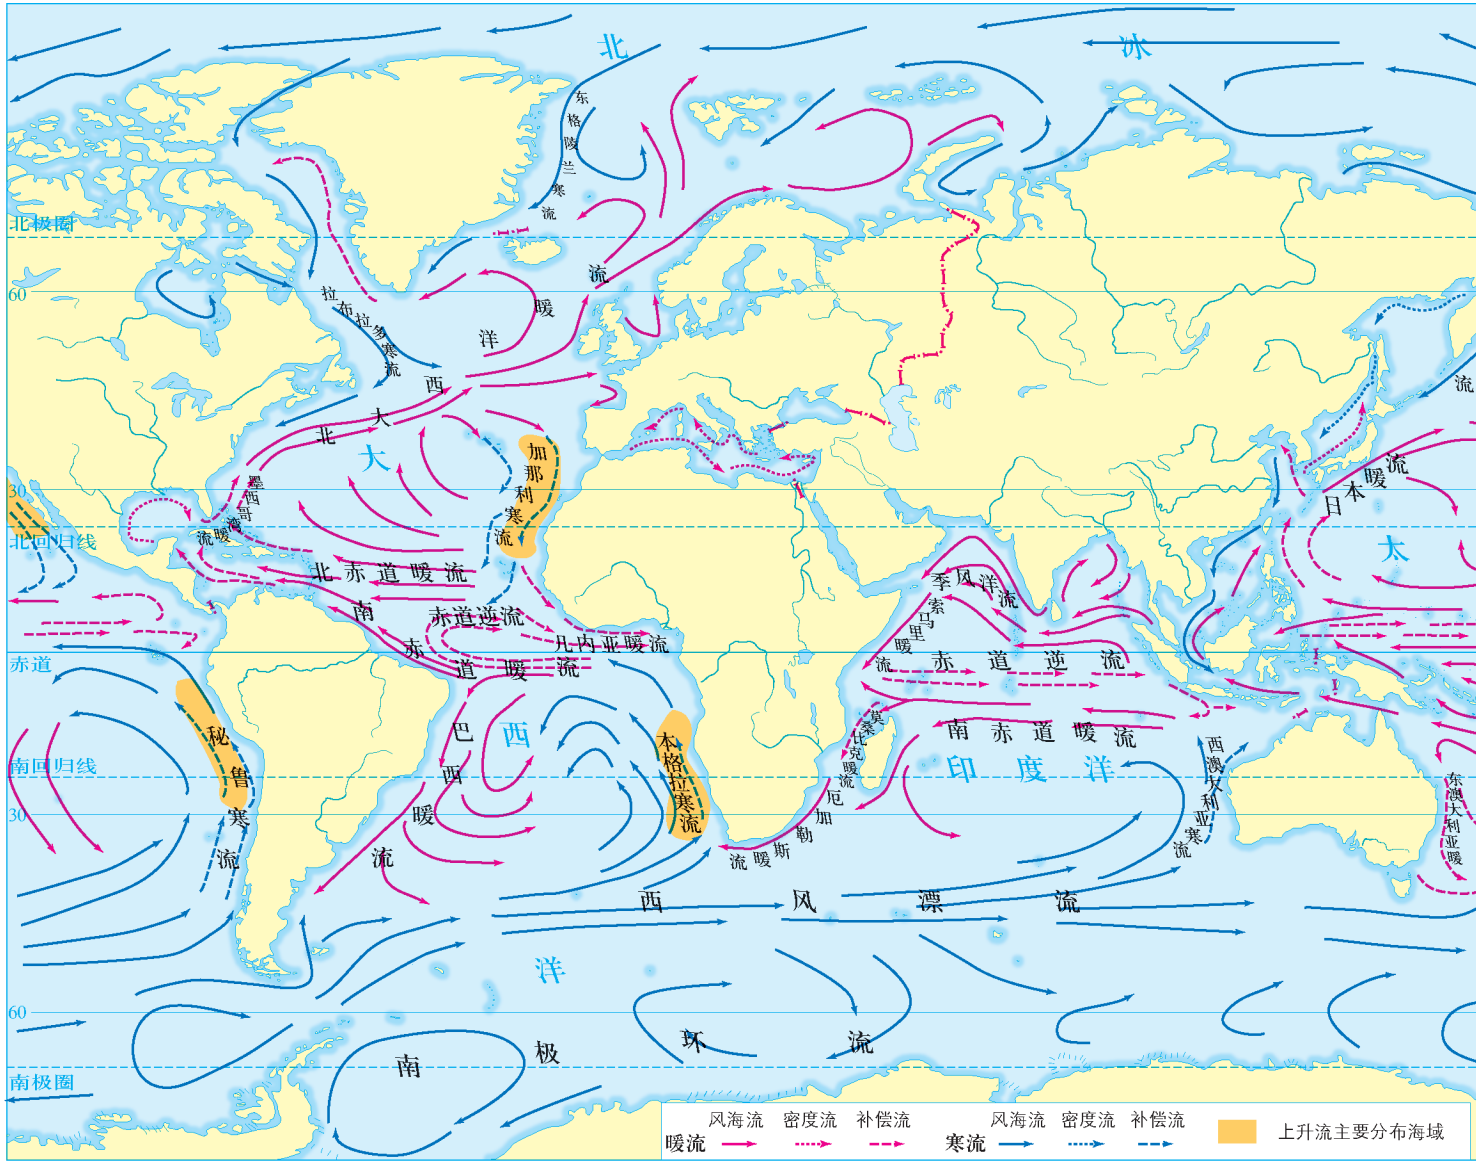 北
冰
东格陵兰寒流
北极圈
60
拉布拉多寒流
北大西洋暖流
大
西
洋
加那利寒流
墨西哥湾暖流
30
北回归线
日本暖流
流
太
北赤道暖流
赤道逆流
几内亚暖流
南赤道暖流
季风洋流
索马里暖流
赤道逆流
赤道
秘鲁寒流
巴西暖流
本格拉寒流
莫桑比克暖流
南赤道暖流
印度洋
西澳大利亚寒流
东澳大利亚暖
南回归线
30
厄加勒斯暖流
西风漂流
60
南极环流
南极圈
风海流 密度流 补偿流 风海流 密度流 补偿流
暖流 寒流 上升流主要分布海域